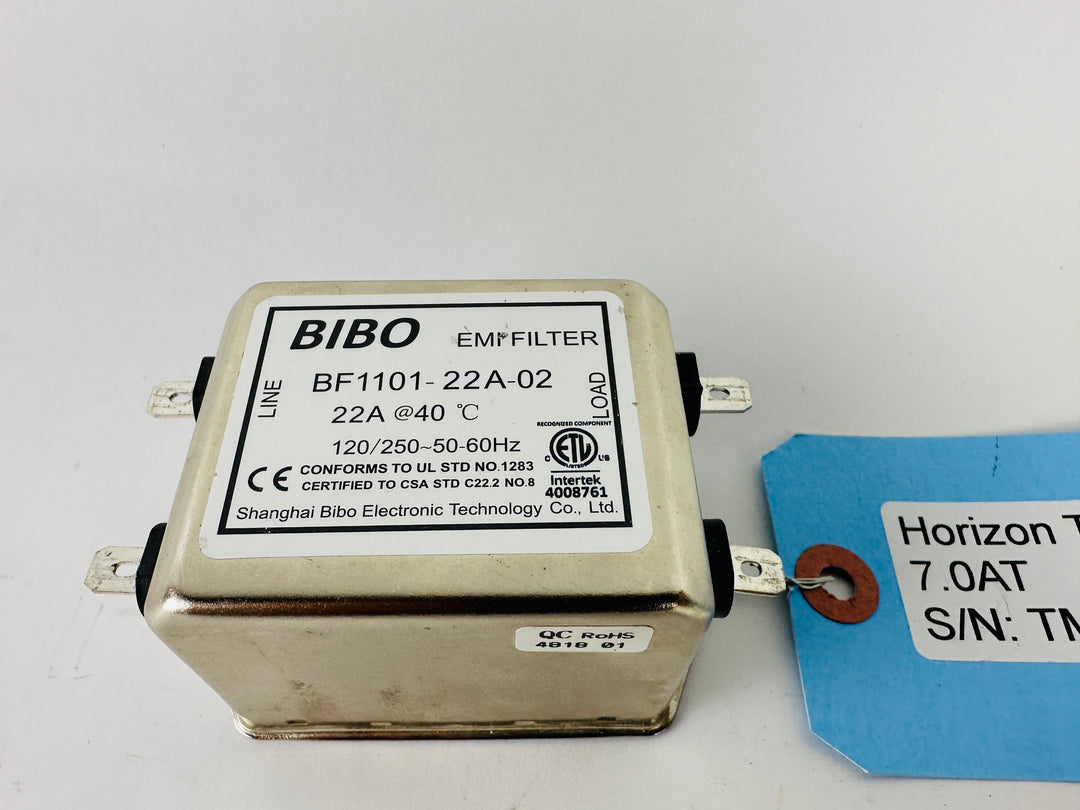 BIBO EMI FILTER
LINE
BF1101-22A-02
LOAD
22A @40 ℃
120/250~50-60Hz
CE CONFORMS TO UL STD NO.1283
CERTIFIED TO CSA STD C22.2 NO.8
RECOGNIZED COMPONENT
C ETL US
LISTED
Intertek
4008761
Shanghai Bibo Electronic Technology Co., Ltd.
QC RoHS
4818 01
Horizon T
7.0AT
S/N: TM